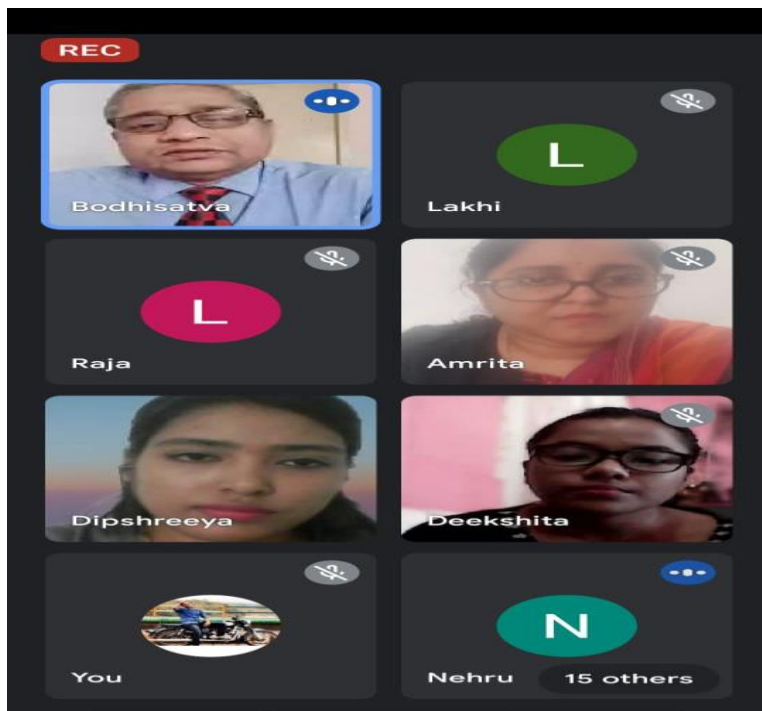 REC
Bodhisatva
L
Lakhi
L
Raja
Amrita
Dipshreeya
Deekshita
You
N
Nehru
15 others